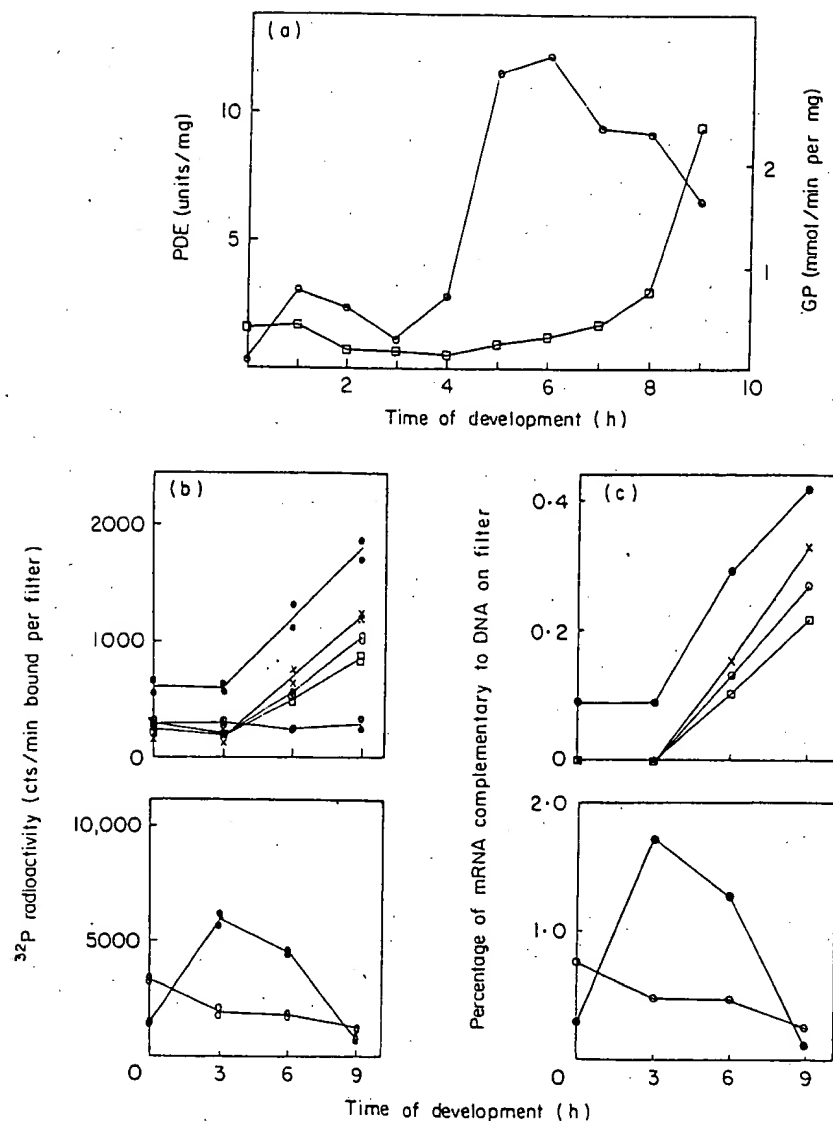 (a)
10
5
PDE (units/mg)
2
1
GP (mmol/min per mg)
2 4 6 8 10
Time of development (h)
(b)
2000
1000
0
10,000
5000
0 3 6 9
³²P radioactivity (cts/min bound per filter)
(c)
0·4
0·2
0
2·0
1·0
0 3 6 9
Percentage of mRNA complementary to DNA on filter
Time of development (h)